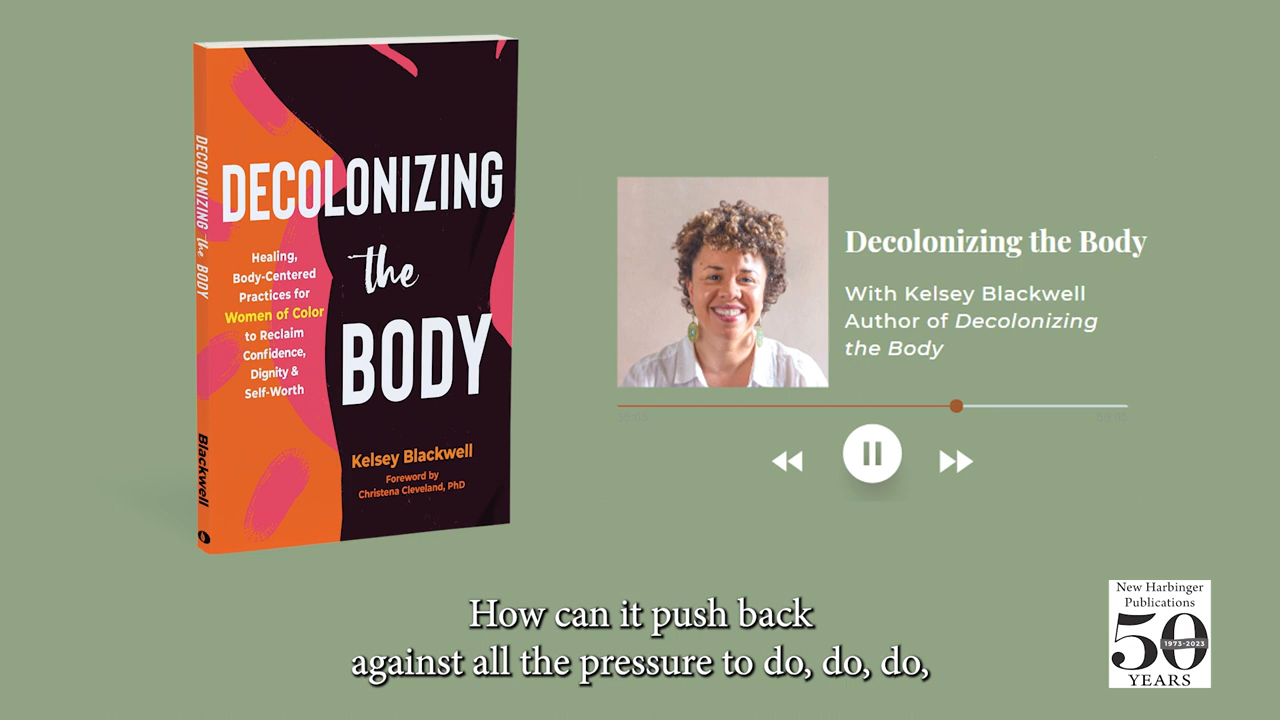 DECOLONIZING the BODY
Blackwell
DECOLONIZING
the
BODY
Healing,
Body-Centered
Practices for
Women of Color
to Reclaim
Confidence,
Dignity &
Self-Worth
Kelsey Blackwell
Foreword by
Christena Cleveland, PhD
Decolonizing the Body
With Kelsey Blackwell
Author of Decolonizing
the Body
How can it push back
against all the pressure to do, do, do,
New Harbinger
Publications
50
1973-2023
YEARS